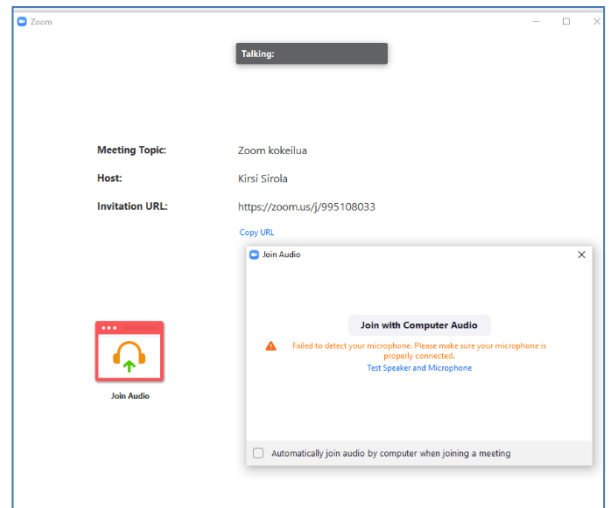 Zoom
Talking:
Meeting Topic: Zoom kokeilua
Host: Kirsi Sirola
Invitation URL: https://zoom.us/j/995108033
Copy URL
Join Audio
Join with Computer Audio
Failed to detect your microphone. Please make sure your microphone is
properly connected.
Test Speaker and Microphone
Join Audio
Automatically join audio by computer when joining a meeting